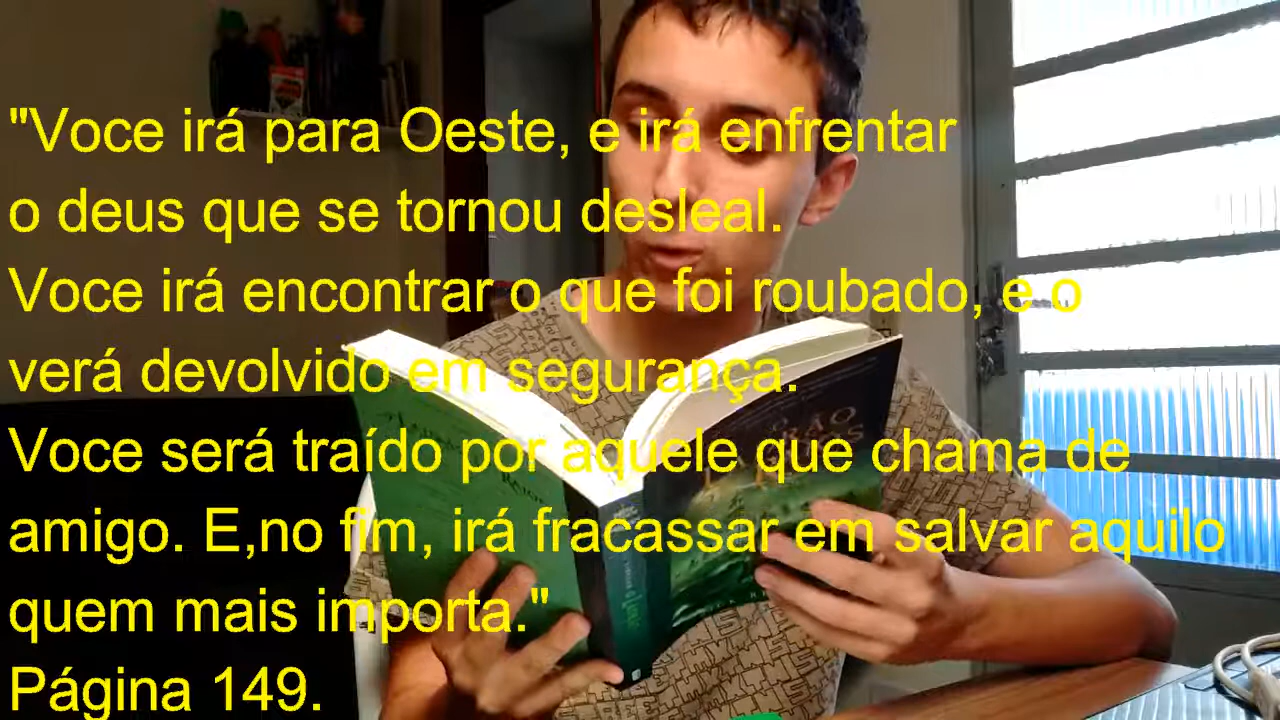 "Voce irá para Oeste, e irá enfrentar
o deus que se tornou desleal.
Voce irá encontrar o que foi roubado, e o
verá devolvido em segurança.
Voce será traído por aquele que chama de
amigo. E,no fim, irá fracassar em salvar aquilo
quem mais importa."
Página 149.